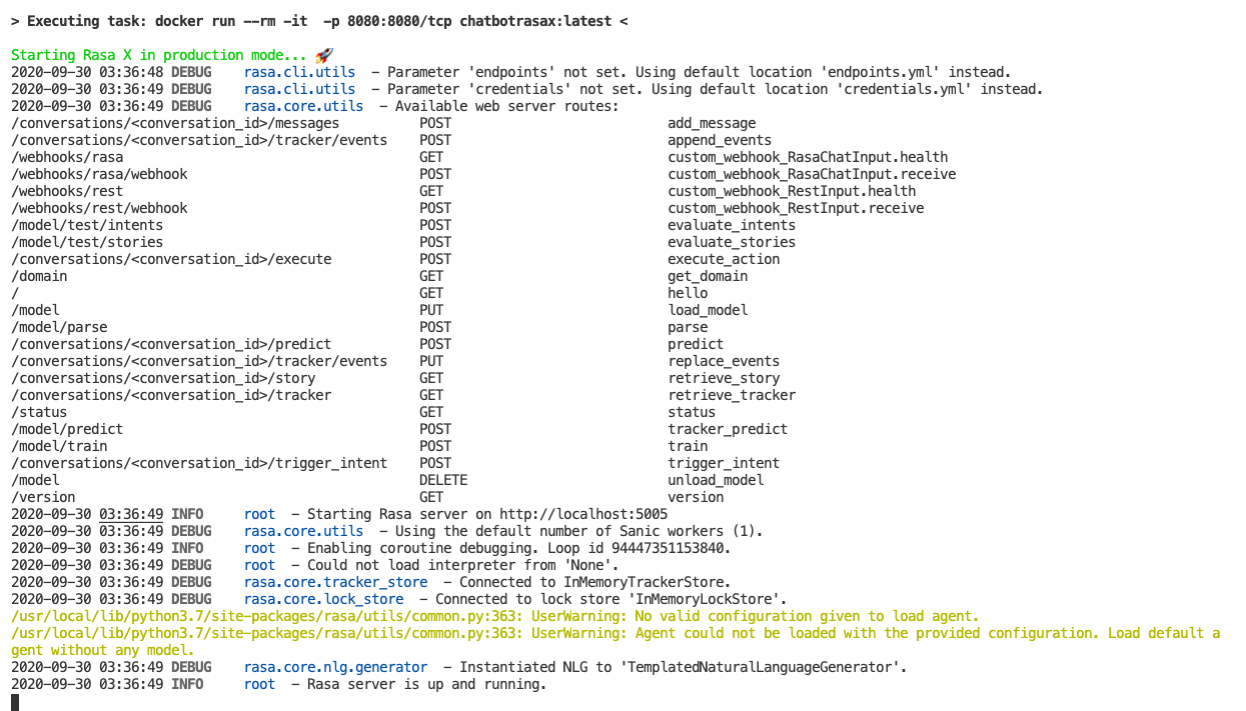 > Executing task: docker run --rm -it  -p 8080:8080/tcp chatbotrasax:latest <
Starting Rasa X in production mode... 🚀
2020-09-30 03:36:48 DEBUG    rasa.cli.utils  - Parameter 'endpoints' not set. Using default location 'endpoints.yml' instead.
2020-09-30 03:36:49 DEBUG    rasa.cli.utils  - Parameter 'credentials' not set. Using default location 'credentials.yml' instead.
2020-09-30 03:36:49 DEBUG    rasa.core.utils  - Available web server routes:
/conversations/<conversation_id>/messages          POST                           add_message
/conversations/<conversation_id>/tracker/events    POST                           append_events
/webhooks/rasa                                     GET                            custom_webhook_RasaChatInput.health
/webhooks/rasa/webhook                             POST                           custom_webhook_RasaChatInput.receive
/webhooks/rest                                     GET                            custom_webhook_RestInput.health
/webhooks/rest/webhook                             POST                           custom_webhook_RestInput.receive
/model/test/intents                                POST                           evaluate_intents
/model/test/stories                                POST                           evaluate_stories
/conversations/<conversation_id>/execute           POST                           execute_action
/domain                                            GET                            get_domain
/                                                  GET                            hello
/model                                             PUT                            load_model
/model/parse                                       POST                           parse
/conversations/<conversation_id>/predict           POST                           predict
/conversations/<conversation_id>/tracker/events    PUT                            replace_events
/conversations/<conversation_id>/story             GET                            retrieve_story
/conversations/<conversation_id>/tracker           GET                            retrieve_tracker
/status                                            GET                            status
/model/predict                                     POST                           tracker_predict
/model/train                                       POST                           train
/conversations/<conversation_id>/trigger_intent    POST                           trigger_intent
/model                                             DELETE                         unload_model
/version                                           GET                            version
2020-09-30 03:36:49 INFO     root  - Starting Rasa server on http://localhost:5005
2020-09-30 03:36:49 DEBUG    rasa.core.utils  - Using the default number of Sanic workers (1).
2020-09-30 03:36:49 INFO     root  - Enabling coroutine debugging. Loop id 94447351153840.
2020-09-30 03:36:49 DEBUG    root  - Could not load interpreter from 'None'.
2020-09-30 03:36:49 DEBUG    rasa.core.tracker_store  - Connected to InMemoryTrackerStore.
2020-09-30 03:36:49 DEBUG    rasa.core.lock_store  - Connected to lock store 'InMemoryLockStore'.
/usr/local/lib/python3.7/site-packages/rasa/utils/common.py:363: UserWarning: No valid configuration given to load agent.
/usr/local/lib/python3.7/site-packages/rasa/utils/common.py:363: UserWarning: Agent could not be loaded with the provided configuration. Load default a
gent without any model.
2020-09-30 03:36:49 DEBUG    rasa.core.nlg.generator  - Instantiated NLG to 'TemplatedNaturalLanguageGenerator'.
2020-09-30 03:36:49 INFO     root  - Rasa server is up and running.